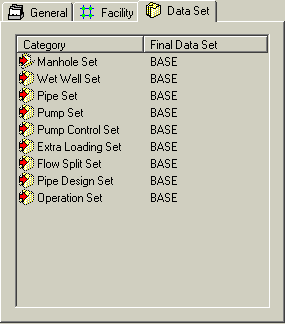 General Facility Data Set
Category Final Data Set
Manhole Set BASE
Wet Well Set BASE
Pipe Set BASE
Pump Set BASE
Pump Control Set BASE
Extra Loading Set BASE
Flow Split Set BASE
Pipe Design Set BASE
Operation Set BASE